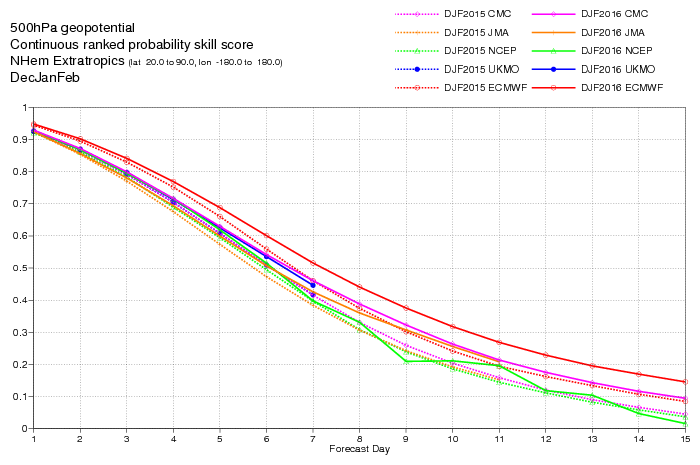 500hPa geopotential
Continuous ranked probability skill score
NHem Extratropics (lat 20.0 to 90.0, lon -180.0 to 180.0)
DecJanFeb
DJF2015 CMC DJF2016 CMC
DJF2015 JMA DJF2016 JMA
DJF2015 NCEP DJF2016 NCEP
DJF2015 UKMO DJF2016 UKMO
DJF2015 ECMWF DJF2016 ECMWF
1
0.9
0.8
0.7
0.6
0.5
0.4
0.3
0.2
0.1
0
1 2 3 4 5 6 7 8 9 10 11 12 13 14 15
Forecast Day